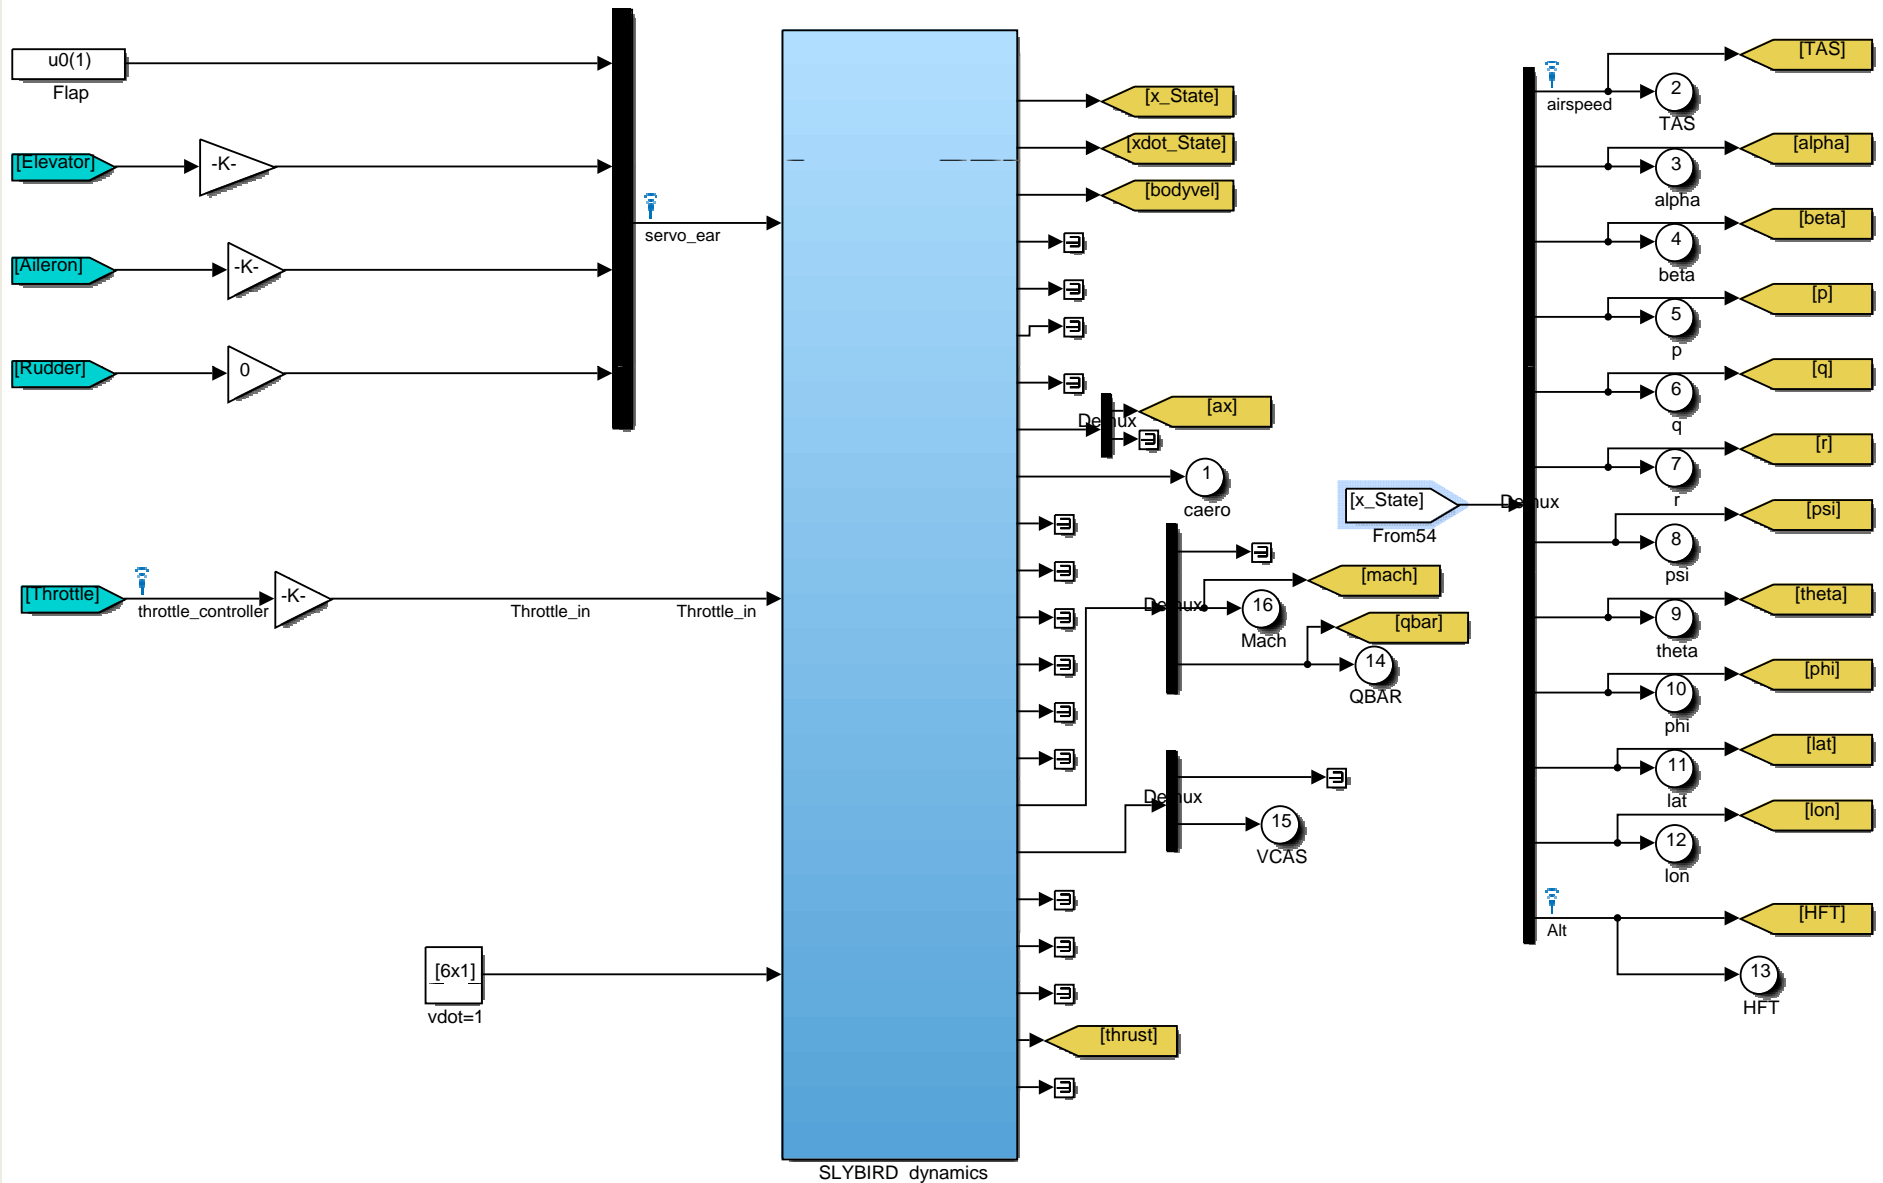 u0(1)
Flap
[Elevator]
-K-
[Aileron]
-K-
[Rudder]
0
servo_ear
[Throttle]
throttle_controller
-K-
Throttle_in
Throttle_in
[6x1]
vdot=1
SLYBIRD dynamics
[x_State]
[xdot_State]
[bodyvel]
Demux
[ax]
1
caero
Demux
[mach]
16
Mach
[qbar]
14
QBAR
Demux
15
VCAS
[thrust]
[x_State]
From54
Demux
airspeed
[TAS]
2
TAS
[alpha]
3
alpha
[beta]
4
beta
[p]
5
p
[q]
6
q
[r]
7
r
[psi]
8
psi
[theta]
9
theta
[phi]
10
phi
[lat]
11
lat
[lon]
12
lon
Alt
[HFT]
13
HFT